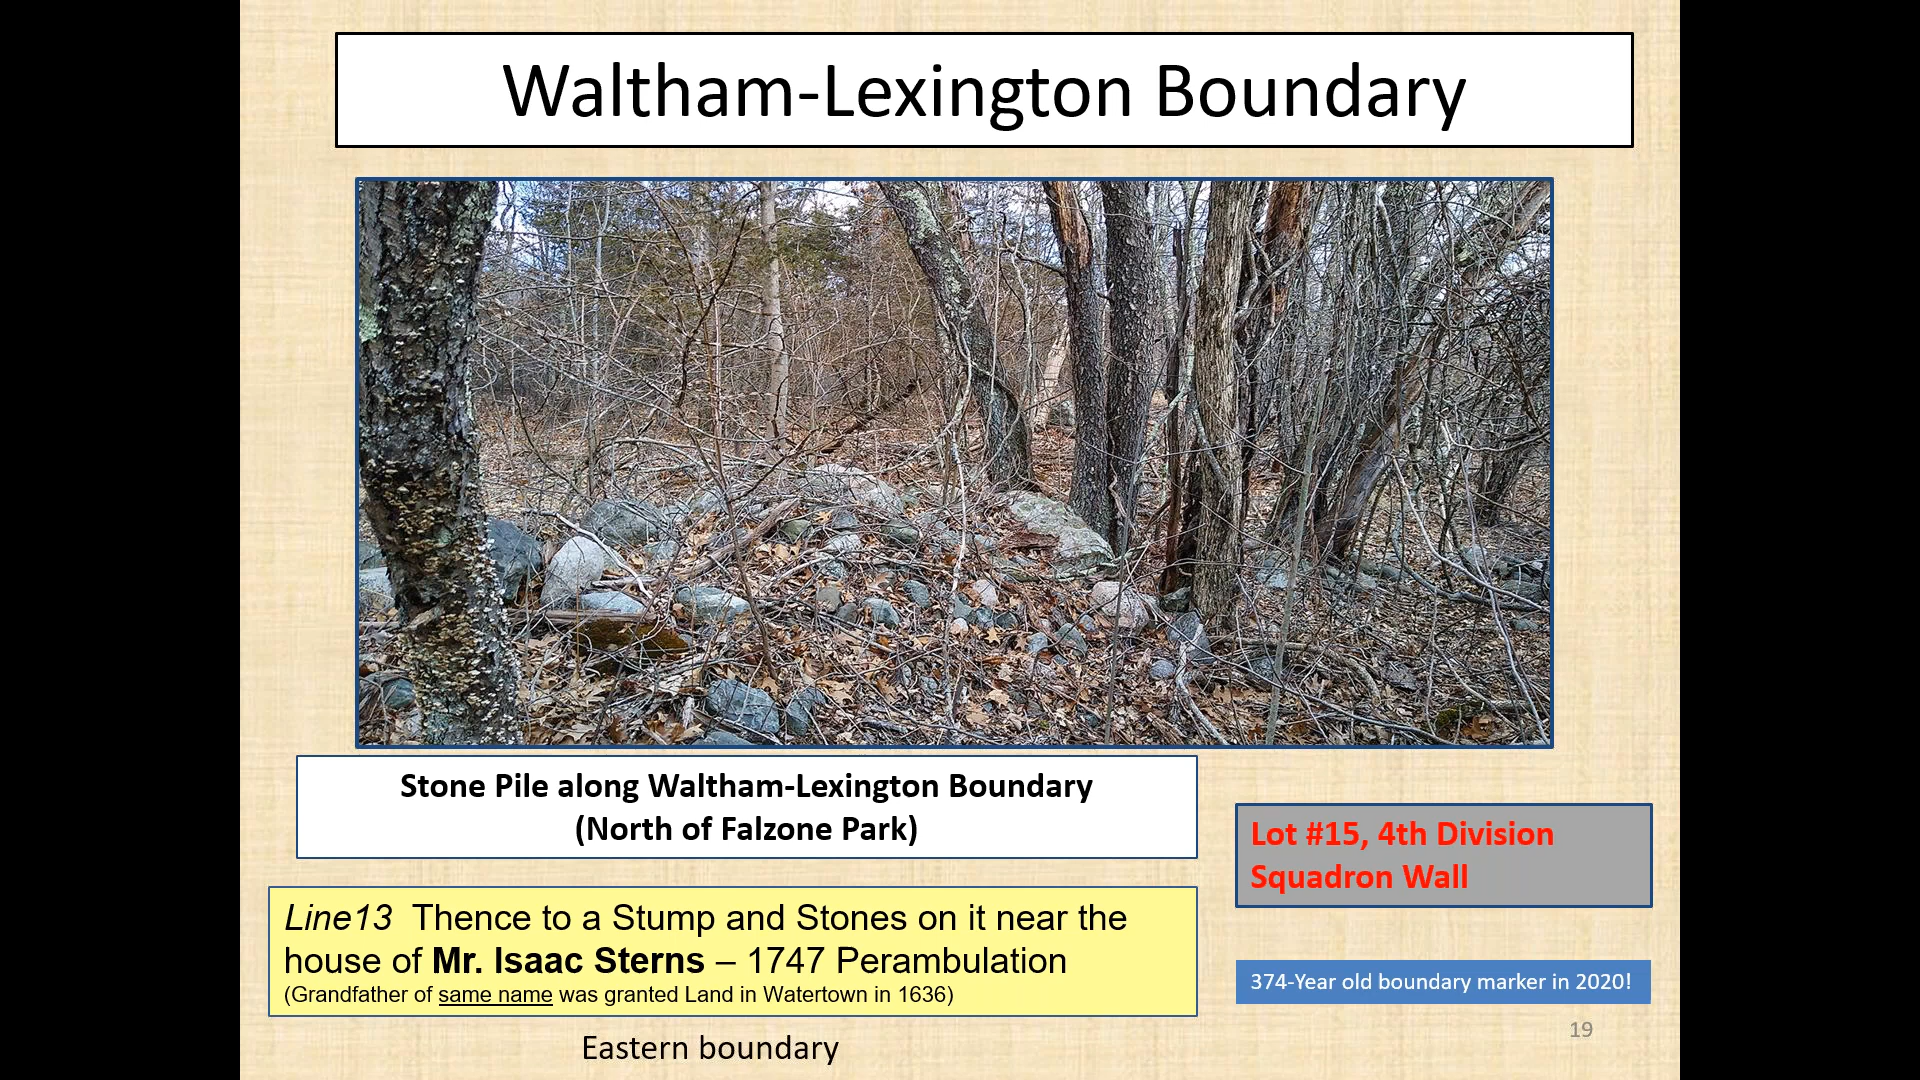 Waltham-Lexington Boundary
Stone Pile along Waltham-Lexington Boundary
(North of Falzone Park)
Lot #15, 4th Division
Squadron Wall
Line13 Thence to a Stump and Stones on it near the
house of Mr. Isaac Sterns – 1747 Perambulation
(Grandfather of same name was granted Land in Watertown in 1636)
374-Year old boundary marker in 2020!
19
Eastern boundary